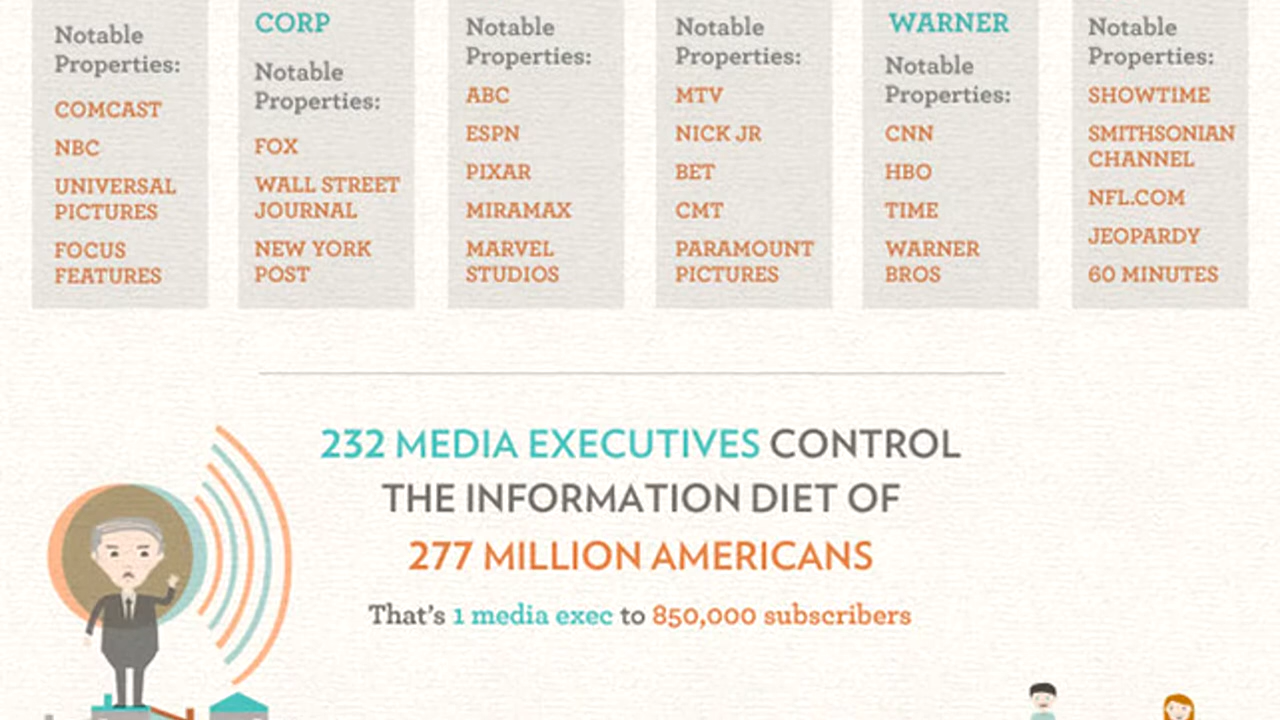 Notable
Properties:
COMCAST
NBC
UNIVERSAL
PICTURES
FOCUS
FEATURES
CORP
Notable
Properties:
FOX
WALL STREET
JOURNAL
NEW YORK
POST
Notable
Properties:
ABC
ESPN
PIXAR
MIRAMAX
MARVEL
STUDIOS
Notable
Properties:
MTV
NICK JR
BET
CMT
PARAMOUNT
PICTURES
WARNER
Notable
Properties:
CNN
HBO
TIME
WARNER
BROS
Notable
Properties:
SHOWTIME
SMITHSONIAN
CHANNEL
NFL.COM
JEOPARDY
60 MINUTES
232 MEDIA EXECUTIVES CONTROL
THE INFORMATION DIET OF
277 MILLION AMERICANS
That's 1 media exec to 850,000 subscribers